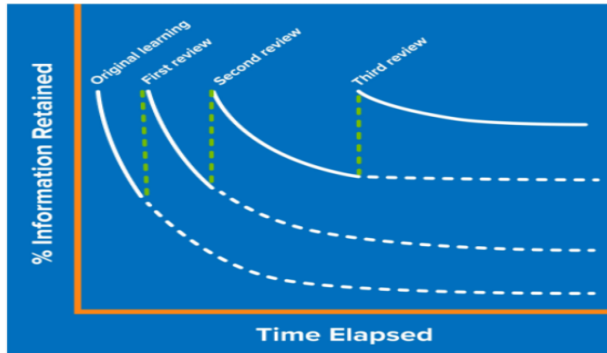 Original learning
First review
Second review
Third review
% Information Retained
Time Elapsed